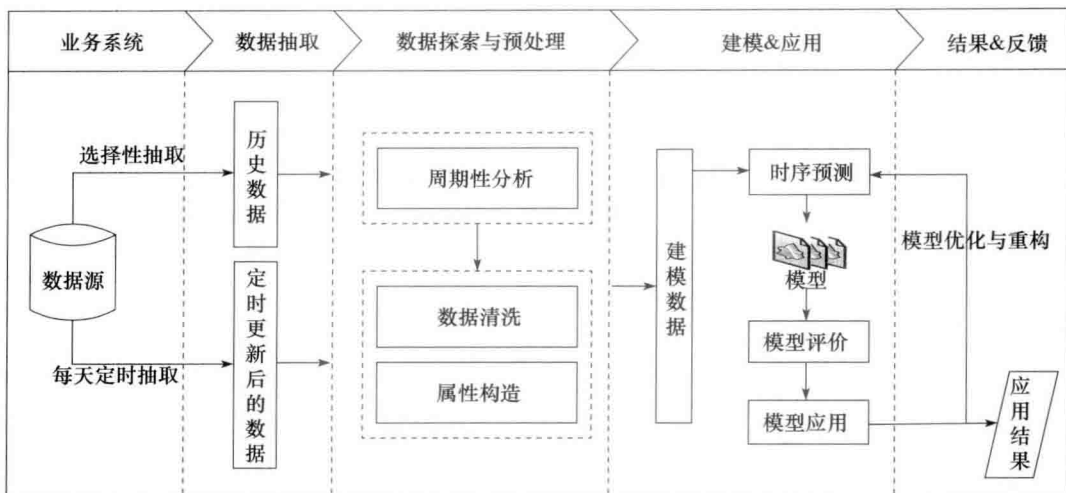 业务系统
数据抽取
数据探索与预处理
建模&应用
结果&反馈
选择性抽取
数据源
每天定时抽取
历史数据
定时更新后的数据
周期性分析
数据清洗
属性构造
建模数据
时序预测
模型
模型评价
模型应用
模型优化与重构
应用结果